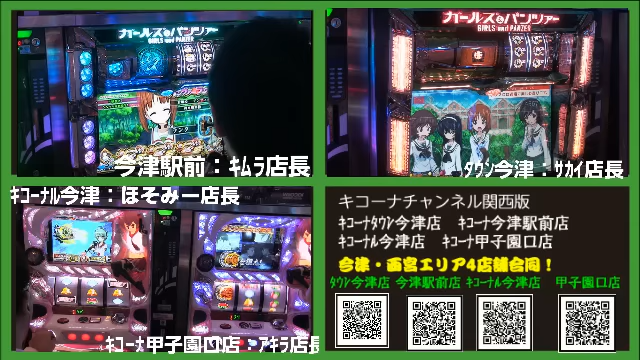 ガールズ&パンツァー
GIRLS und PANZER
今津駅前：ｷﾑﾗ店長
ガールズ&パンツァー
GIRLS und PANZER
ﾀｳﾝ今津：ｻｶｲ店長
ｷｺｰﾅﾙ今津：ほそみー店長
ｷｺｰﾅ甲子園口店：ｱｷﾗ店長
キコーナチャンネル関西版
ｷｺｰﾅﾀｳﾝ今津店 ｷｺｰﾅ今津駅前店
ｷｺｰﾅﾙ今津店 ｷｺｰﾅ甲子園口店
今津・西宮エリア4店舗合同！
ﾀｳﾝ今津店 今津駅前店 ｷｺｰﾅﾙ今津店 甲子園口店